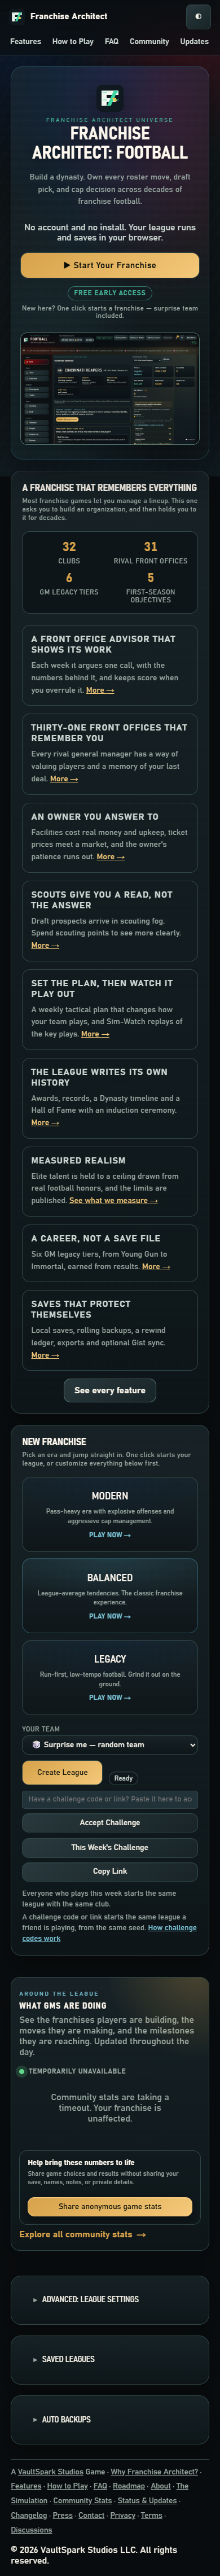 Franchise Architect
Features How to Play FAQ Community Updates
FRANCHISE ARCHITECT UNIVERSE
FRANCHISE
ARCHITECT: FOOTBALL
Build a dynasty. Own every roster move, draft
pick, and cap decision across decades of
franchise football.
No account and no install. Your league runs
and saves in your browser.
▶ Start Your Franchise
FREE EARLY ACCESS
New here? One click starts a franchise — surprise team
included.
FOOTBALL
CINCINNATI REAPERS
A FRANCHISE THAT REMEMBERS EVERYTHING
Most franchise games let you manage a lineup. This one
asks you to build an organization, and then holds you to
it for decades.
32
CLUBS
31
RIVAL FRONT OFFICES
6
GM LEGACY TIERS
5
FIRST-SEASON
OBJECTIVES
A FRONT OFFICE ADVISOR THAT
SHOWS ITS WORK
Each week it argues one call, with the
numbers behind it, and keeps score when
you overrule it. More →
THIRTY-ONE FRONT OFFICES THAT
REMEMBER YOU
Every rival general manager has a way of
valuing players and a memory of your last
deal. More →
AN OWNER YOU ANSWER TO
Facilities cost real money and upkeep, ticket
prices meet a market, and the owner's
patience runs out. More →
SCOUTS GIVE YOU A READ, NOT
THE ANSWER
Draft prospects arrive in scouting fog.
Spend scouting points to see more clearly.
More →
SET THE PLAN, THEN WATCH IT
PLAY OUT
A weekly tactical plan that changes how
your team plays, and Sim-Watch replays of
the key plays. More →
THE LEAGUE WRITES ITS OWN
HISTORY
Awards, records, a Dynasty timeline and a
Hall of Fame with an induction ceremony.
More →
MEASURED REALISM
Elite talent is held to a ceiling drawn from
real football honors, and the limits are
published. See what we measure →
A CAREER, NOT A SAVE FILE
Six GM legacy tiers, from Young Gun to
Immortal, earned from results. More →
SAVES THAT PROTECT
THEMSELVES
Local saves, rolling backups, a rewind
ledger, exports and optional Gist sync.
More →
See every feature
NEW FRANCHISE
Pick an era and jump straight in. One click starts your
league, or customize everything below first.
MODERN
Pass-heavy era with explosive offenses and
aggressive cap management.
PLAY NOW →
BALANCED
League-average tendencies. The classic franchise
experience.
PLAY NOW →
LEGACY
Run-first, low-tempo football. Grind it out on the
ground.
PLAY NOW →
YOUR TEAM
Surprise me — random team
Create League
Ready
Have a challenge code or link? Paste it here to ac
Accept Challenge
This Week's Challenge
Copy Link
Everyone who plays this week starts the same
league with the same club.
A challenge code or link starts the same league a
friend is playing, from the same seed. How challenge
codes work
AROUND THE LEAGUE
WHAT GMS ARE DOING
See the franchises players are building, the
moves they are making, and the milestones
they are reaching. Updated throughout the
day.
TEMPORARILY UNAVAILABLE
Community stats are taking a
timeout. Your franchise is
unaffected.
Help bring these numbers to life
Share game choices and results without sharing your
save, names, notes, or private details.
Share anonymous game stats
Explore all community stats →
▸ ADVANCED: LEAGUE SETTINGS
▸ SAVED LEAGUES
▸ AUTO BACKUPS
A VaultSpark Studios Game · Why Franchise Architect? ·
Features · How to Play · FAQ · Roadmap · About · The
Simulation · Community Stats · Status & Updates ·
Changelog · Press · Contact · Privacy · Terms ·
Discussions
© 2026 VaultSpark Studios LLC. All rights
reserved.